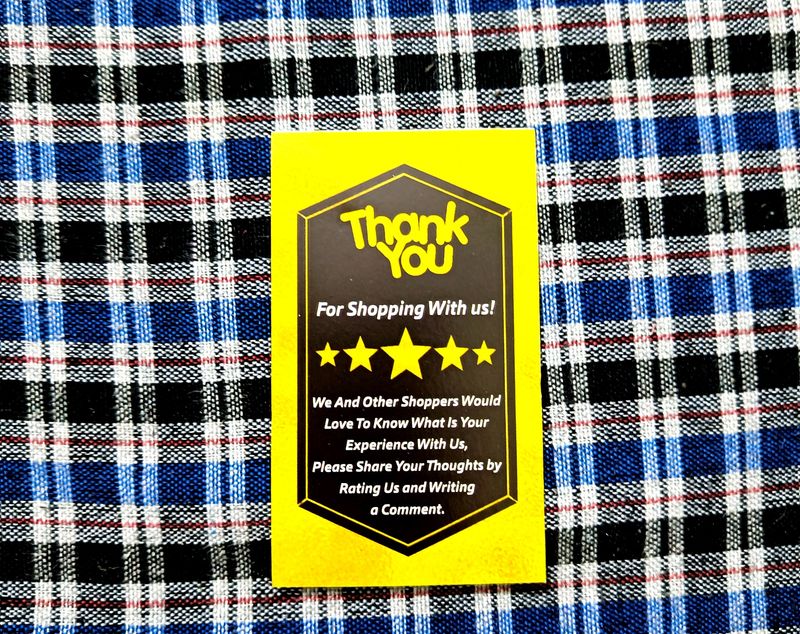 Thank
You
For Shopping With us!
We And Other Shoppers Would
Love To Know What Is Your
Experience With Us,
Please Share Your Thoughts by
Rating Us and Writing
a Comment.